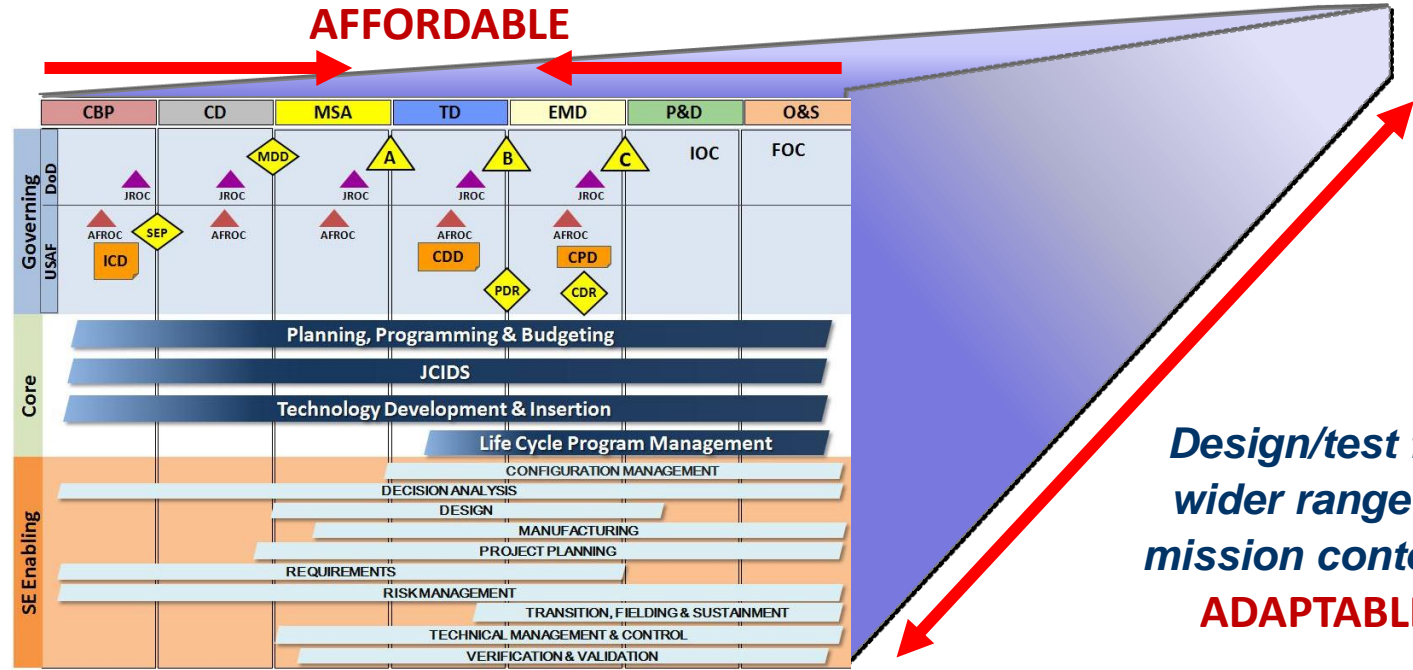 AFFORDABLE
CBP CD MSA TD EMD P&D O&S
Governing
DoD
MDD A B C IOC FOC
JROC JROC JROC JROC JROC
USAF
AFROC SEP AFROC AFROC AFROC AFROC
ICD CDD CPD
PDR CDR
Core
Planning, Programming & Budgeting
JCIDS
Technology Development & Insertion
Life Cycle Program Management
SE Enabling
CONFIGURATION MANAGEMENT
DECISION ANALYSIS
DESIGN
MANUFACTURING
PROJECT PLANNING
REQUIREMENTS
RISK MANAGEMENT
TRANSITION, FIELDING & SUSTAINMENT
TECHNICAL MANAGEMENT & CONTROL
VERIFICATION & VALIDATION
Design/test
wider range
mission
ADAPTABL